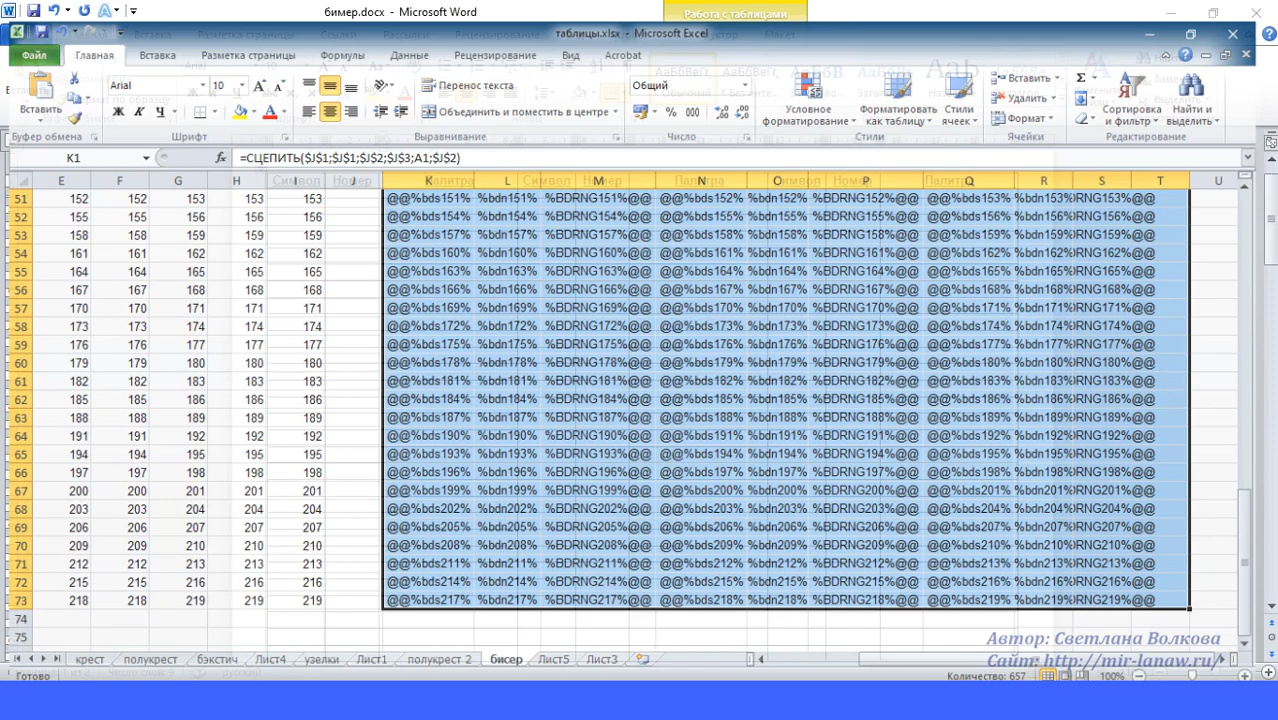 бимер.docx - Microsoft Word
Работа с таблицами
таблицы.xlsx - Microsoft Excel
Файл Главная Вставка Разметка страницы Формулы Данные Рецензирование Вид Acrobat
Arial 10 Перенос текста Общий Вставить
Вставить Ж К Ч Объединить и поместить в центре % 000 Условное форматирование Форматировать как таблицу Стили ячеек Удалить Формат Сортировка и фильтр Найти и выделить
Буфер обмена Шрифт Выравнивание Число Стили Ячейки Редактирование
K1 fx =СЦЕПИТЬ($J$1;$J$1;$J$2;$J$3;A1;$J$2)
E F G H I J K L M N O P Q R S T U
51 152 152 153 153 153 @@%bds151% %bdn151% %BDRNG151%@@ @@%bds152% %bdn152% %BDRNG152%@@ @@%bds153% %bdn153% RNG153%@@
52 155 155 156 156 156 @@%bds154% %bdn154% %BDRNG154%@@ @@%bds155% %bdn155% %BDRNG155%@@ @@%bds156% %bdn156% RNG156%@@
53 158 158 159 159 159 @@%bds157% %bdn157% %BDRNG157%@@ @@%bds158% %bdn158% %BDRNG158%@@ @@%bds159% %bdn159% RNG159%@@
54 161 161 162 162 162 @@%bds160% %bdn160% %BDRNG160%@@ @@%bds161% %bdn161% %BDRNG161%@@ @@%bds162% %bdn162% RNG162%@@
55 164 164 165 165 165 @@%bds163% %bdn163% %BDRNG163%@@ @@%bds164% %bdn164% %BDRNG164%@@ @@%bds165% %bdn165% RNG165%@@
56 167 167 168 168 168 @@%bds166% %bdn166% %BDRNG166%@@ @@%bds167% %bdn167% %BDRNG167%@@ @@%bds168% %bdn168% RNG168%@@
57 170 170 171 171 171 @@%bds169% %bdn169% %BDRNG169%@@ @@%bds170% %bdn170% %BDRNG170%@@ @@%bds171% %bdn171% RNG171%@@
58 173 173 174 174 174 @@%bds172% %bdn172% %BDRNG172%@@ @@%bds173% %bdn173% %BDRNG173%@@ @@%bds174% %bdn174% RNG174%@@
59 176 176 177 177 177 @@%bds175% %bdn175% %BDRNG175%@@ @@%bds176% %bdn176% %BDRNG176%@@ @@%bds177% %bdn177% RNG177%@@
60 179 179 180 180 180 @@%bds178% %bdn178% %BDRNG178%@@ @@%bds179% %bdn179% %BDRNG179%@@ @@%bds180% %bdn180% RNG180%@@
61 182 182 183 183 183 @@%bds181% %bdn181% %BDRNG181%@@ @@%bds182% %bdn182% %BDRNG182%@@ @@%bds183% %bdn183% RNG183%@@
62 185 185 186 186 186 @@%bds184% %bdn184% %BDRNG184%@@ @@%bds185% %bdn185% %BDRNG185%@@ @@%bds186% %bdn186% RNG186%@@
63 188 188 189 189 189 @@%bds187% %bdn187% %BDRNG187%@@ @@%bds188% %bdn188% %BDRNG188%@@ @@%bds189% %bdn189% RNG189%@@
64 191 191 192 192 192 @@%bds190% %bdn190% %BDRNG190%@@ @@%bds191% %bdn191% %BDRNG191%@@ @@%bds192% %bdn192% RNG192%@@
65 194 194 195 195 195 @@%bds193% %bdn193% %BDRNG193%@@ @@%bds194% %bdn194% %BDRNG194%@@ @@%bds195% %bdn195% RNG195%@@
66 197 197 198 198 198 @@%bds196% %bdn196% %BDRNG196%@@ @@%bds197% %bdn197% %BDRNG197%@@ @@%bds198% %bdn198% RNG198%@@
67 200 200 201 201 201 @@%bds199% %bdn199% %BDRNG199%@@ @@%bds200% %bdn200% %BDRNG200%@@ @@%bds201% %bdn201% RNG201%@@
68 203 203 204 204 204 @@%bds202% %bdn202% %BDRNG202%@@ @@%bds203% %bdn203% %BDRNG203%@@ @@%bds204% %bdn204% RNG204%@@
69 206 206 207 207 207 @@%bds205% %bdn205% %BDRNG205%@@ @@%bds206% %bdn206% %BDRNG206%@@ @@%bds207% %bdn207% RNG207%@@
70 209 209 210 210 210 @@%bds208% %bdn208% %BDRNG208%@@ @@%bds209% %bdn209% %BDRNG209%@@ @@%bds210% %bdn210% RNG210%@@
71 212 212 213 213 213 @@%bds211% %bdn211% %BDRNG211%@@ @@%bds212% %bdn212% %BDRNG212%@@ @@%bds213% %bdn213% RNG213%@@
72 215 215 216 216 216 @@%bds214% %bdn214% %BDRNG214%@@ @@%bds215% %bdn215% %BDRNG215%@@ @@%bds216% %bdn216% RNG216%@@
73 218 218 219 219 219 @@%bds217% %bdn217% %BDRNG217%@@ @@%bds218% %bdn218% %BDRNG218%@@ @@%bds219% %bdn219% RNG219%@@
74
75
Автор: Светлана Волкова
крест полукрест бэкстич Лист4 узелки Лист1 полукрест 2 бисер Лист5 Лист3
Сайт: http://mir-lanaw.ru/
Готово Количество: 657 100%